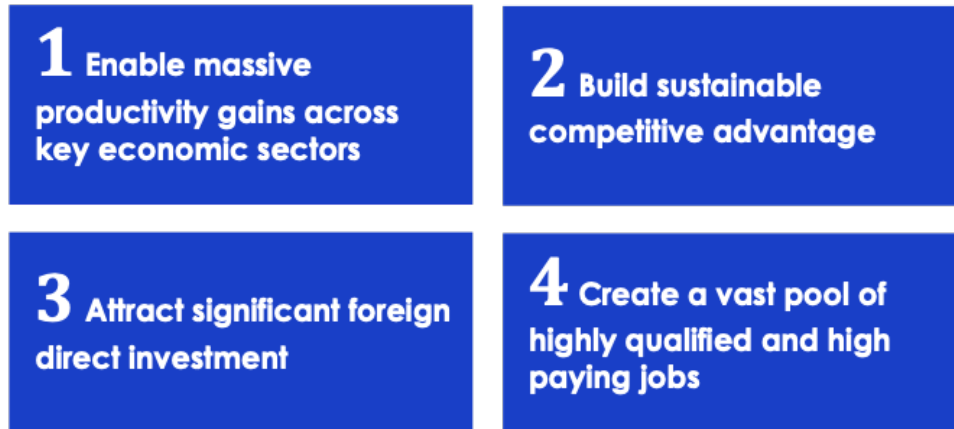 1 Enable massive
productivity gains across
key economic sectors
2 Build sustainable
competitive advantage
3 Attract significant foreign
direct investment
4 Create a vast pool of
highly qualified and high
paying jobs